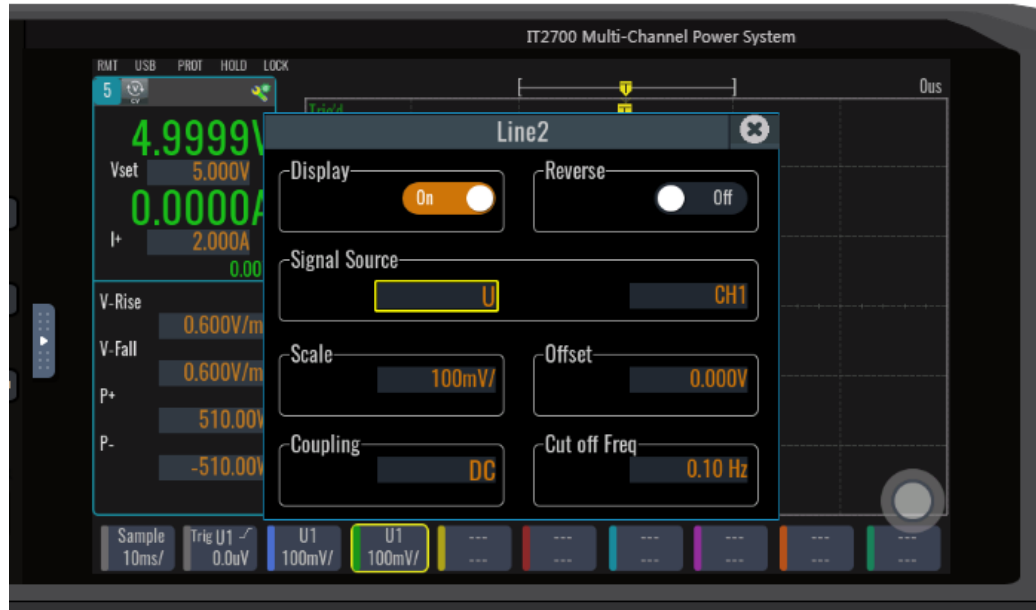 IT2700 Multi-Channel Power System
RMT USB PROT HOLD LOCK
5 CV
T
0us
Trig'd
T
4.9999V
Vset 5.000V
0.0000A
I+ 2.000A
0.00
V-Rise
0.600V/m
V-Fall
0.600V/m
P+
510.00W
P-
-510.00W
Line2
Display
On
Reverse
Off
Signal Source
U CH1
Scale
100mV/
Offset
0.000V
Coupling
DC
Cut off Freq
0.10 Hz
Sample
10ms/
Trig U1
0.0uV
U1
100mV/
U1
100mV/
---
---
---
---
---
---
---
---
---
---
---
---